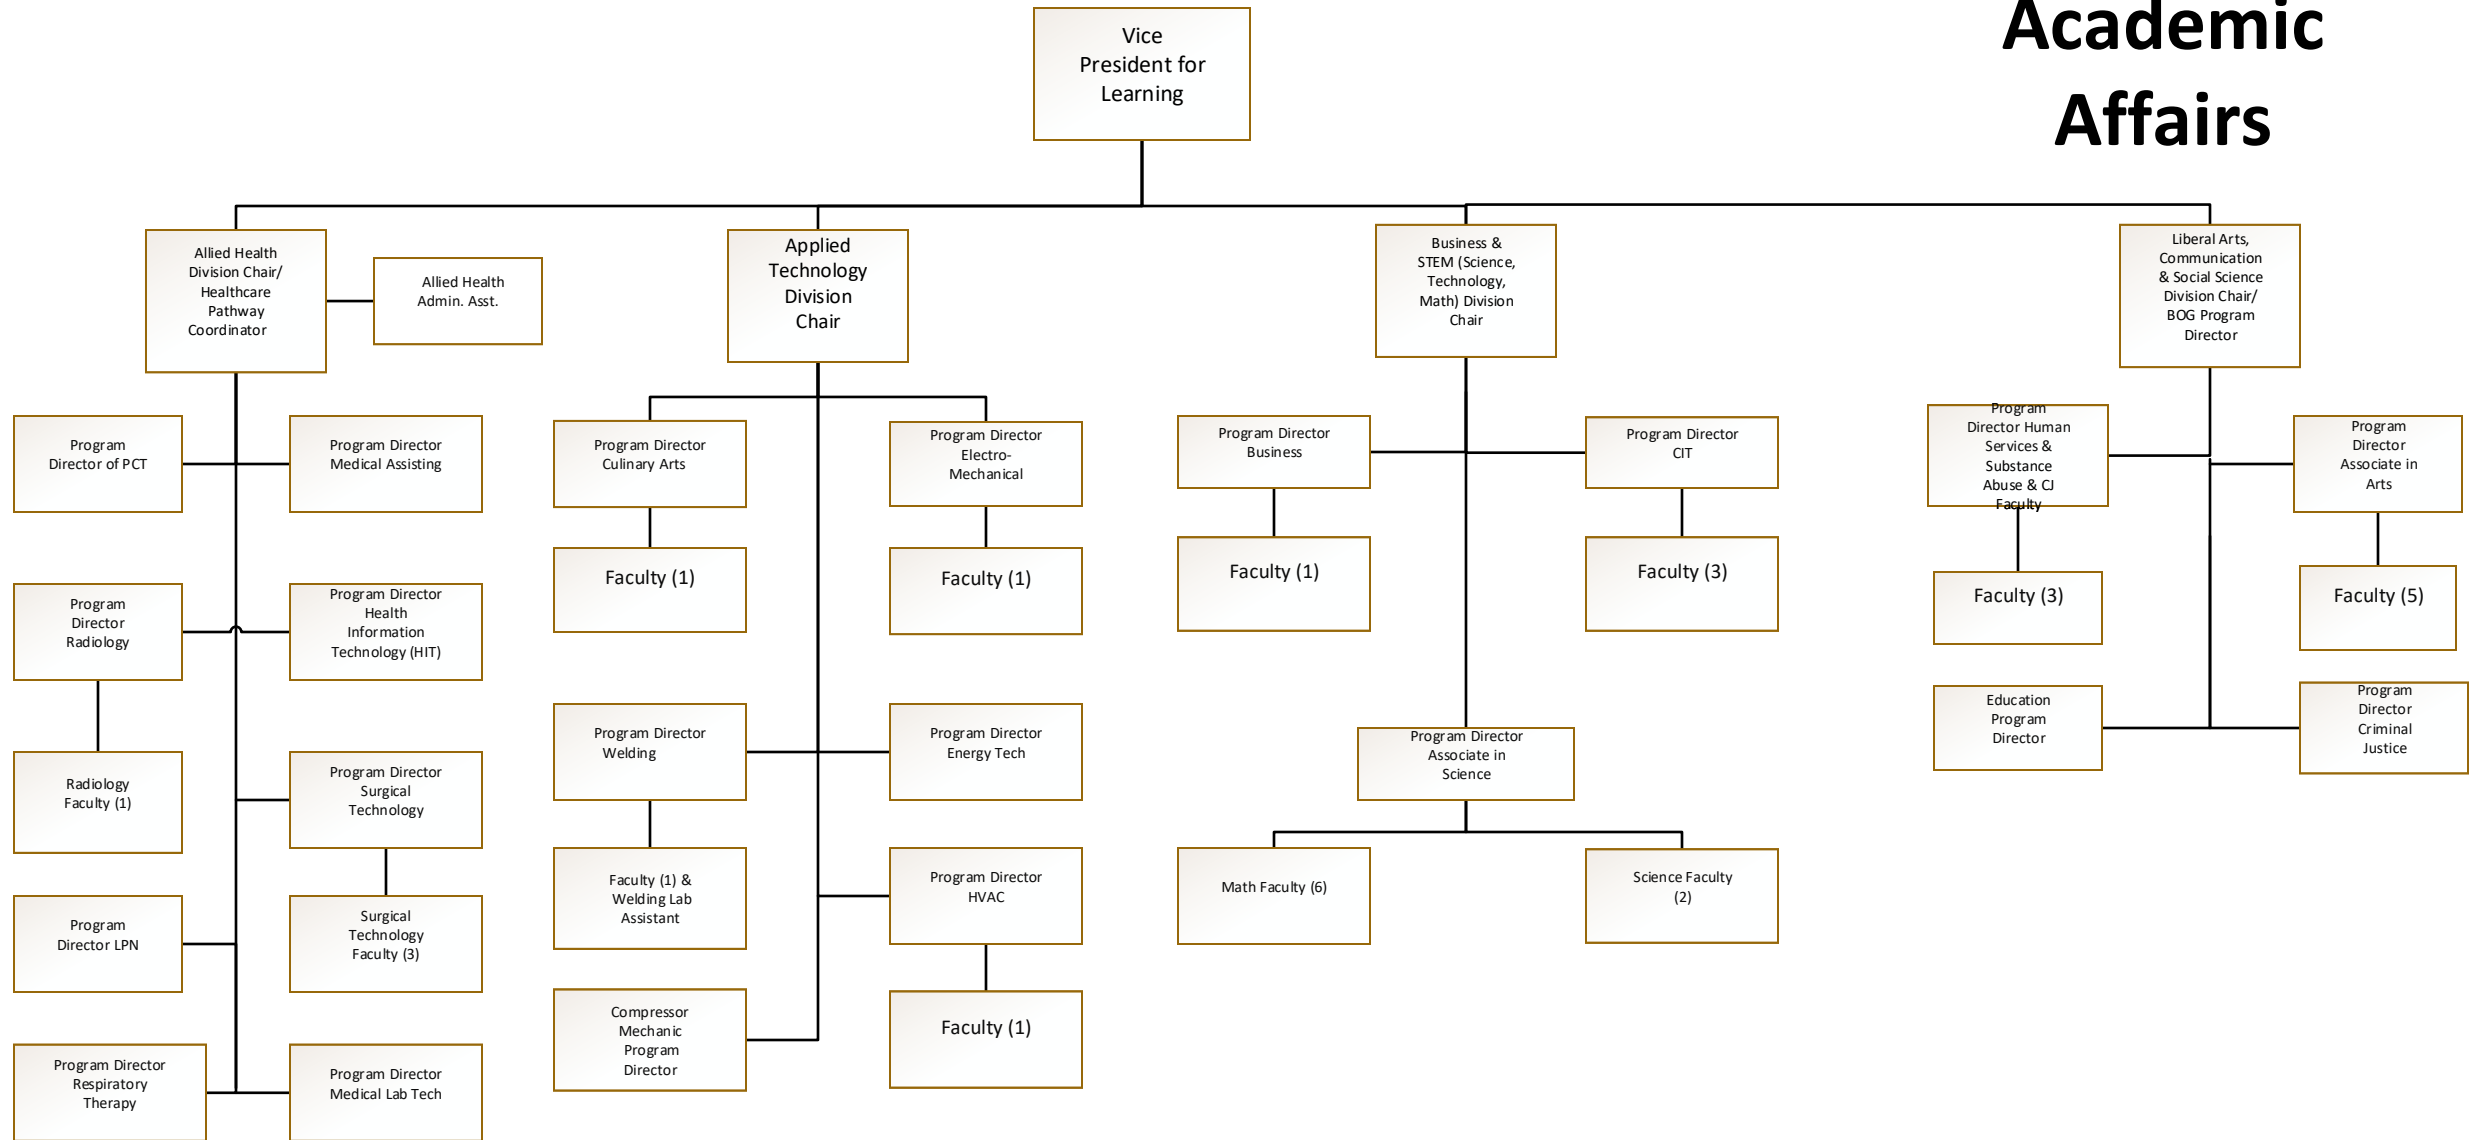 Academic
Affairs
Vice
President for
Learning
Allied Health
Division Chair/
Healthcare
Pathway
Coordinator
Allied Health
Admin. Asst.
Applied
Technology
Division
Chair
Business &
STEM (Science,
Technology,
Math) Division
Chair
Liberal Arts,
Communication
& Social Science
Division Chair/
BOG Program
Director
Program
Director of PCT
Program Director
Medical Assisting
Program
Director
Radiology
Program Director
Health
Information
Technology (HIT)
Radiology
Faculty (1)
Program Director
Surgical
Technology
Program
Director LPN
Surgical
Technology
Faculty (3)
Program Director
Respiratory
Therapy
Program Director
Medical Lab Tech
Program Director
Culinary Arts
Program Director
Electro-
Mechanical
Faculty (1)
Faculty (1)
Program Director
Welding
Program Director
Energy Tech
Faculty (1) &
Welding Lab
Assistant
Program Director
HVAC
Compressor
Mechanic
Program
Director
Faculty (1)
Program Director
Business
Program Director
CIT
Faculty (1)
Faculty (3)
Program Director
Associate in
Science
Math Faculty (6)
Science Faculty
(2)
Program
Director Human
Services &
Substance
Abuse & CJ
Faculty
Program
Director
Associate in
Arts
Faculty (3)
Faculty (5)
Education
Program
Director
Program
Director
Criminal
Justice